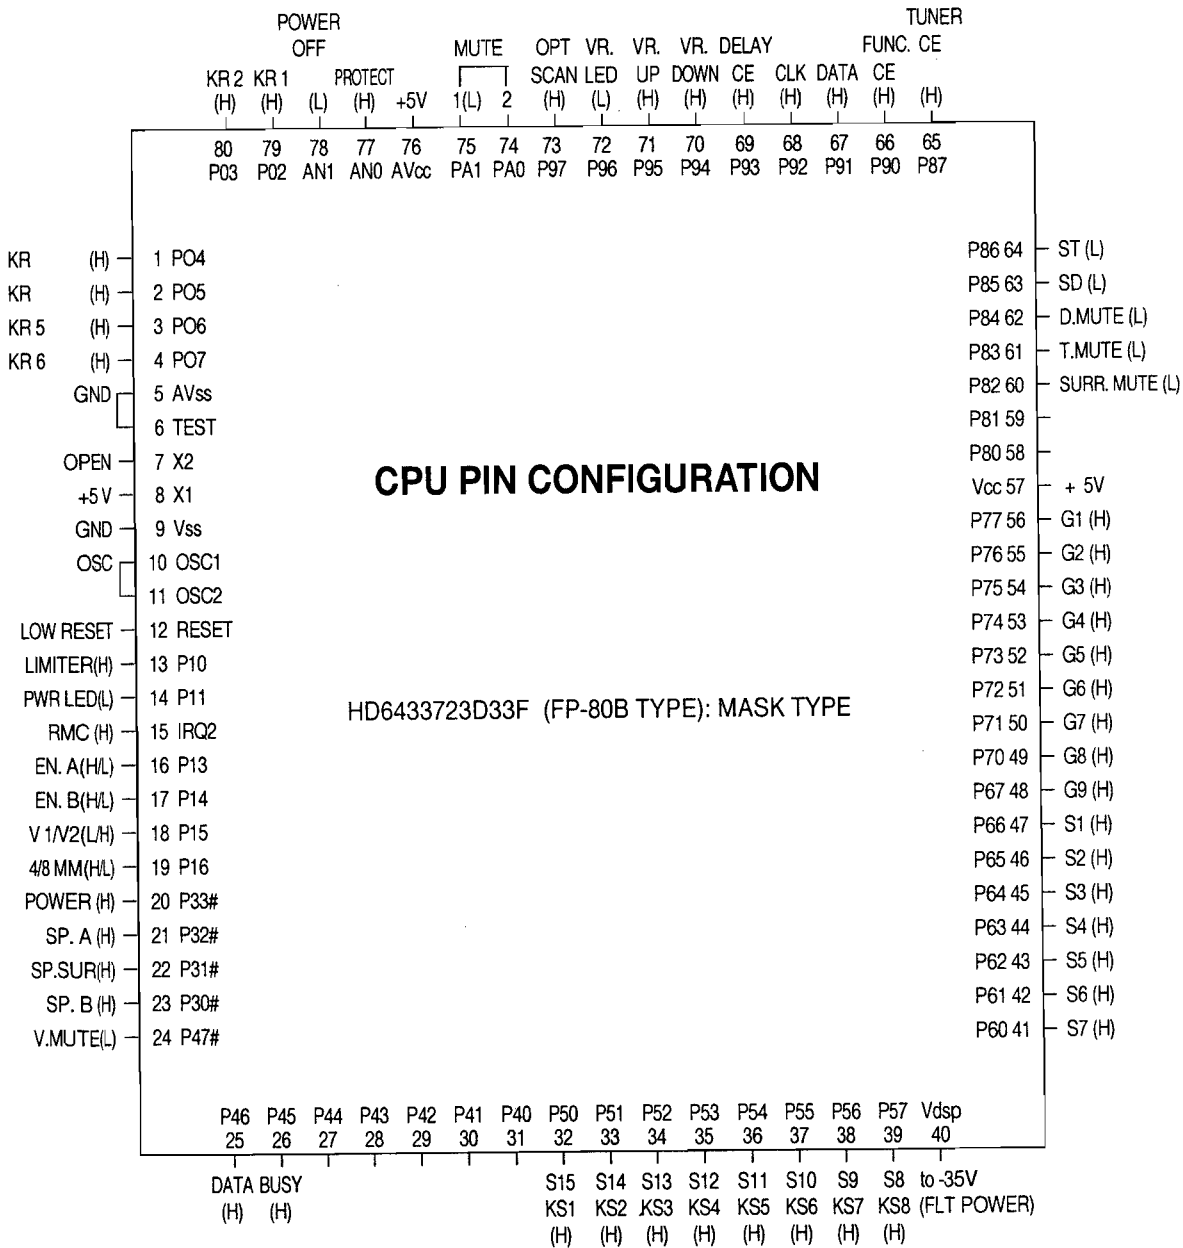 TUNER
POWER
OFF MUTE OPT VR. VR. VR. DELAY FUNC. CE
KR 2 KR 1 PROTECT SCAN LED UP DOWN CE CLK DATA CE
(H) (H) (L) (H) +5V 1(L) 2 (H) (L) (H) (H) (H) (H) (H) (H) (H)
80 79 78 77 76 75 74 73 72 71 70 69 68 67 66 65
P03 P02 AN1 AN0 AVcc PA1 PA0 P97 P96 P95 P94 P93 P92 P91 P90 P87
KR (H) 1 PO4
KR (H) 2 PO5
KR 5 (H) 3 PO6
KR 6 (H) 4 PO7
GND 5 AVss
6 TEST
OPEN 7 X2
+5 V 8 X1
GND 9 Vss
OSC 10 OSC1
11 OSC2
LOW RESET 12 RESET
LIMITER(H) 13 P10
PWR LED(L) 14 P11
RMC (H) 15 IRQ2
EN. A(H/L) 16 P13
EN. B(H/L) 17 P14
V 1/V2(L/H) 18 P15
4/8 MM(H/L) 19 P16
POWER (H) 20 P33#
SP. A (H) 21 P32#
SP.SUR(H) 22 P31#
SP. B (H) 23 P30#
V.MUTE(L) 24 P47#
CPU PIN CONFIGURATION
HD6433723D33F (FP-80B TYPE): MASK TYPE
P86 64 ST (L)
P85 63 SD (L)
P84 62 D.MUTE (L)
P83 61 T.MUTE (L)
P82 60 SURR. MUTE (L)
P81 59
P80 58
Vcc 57 + 5V
P77 56 G1 (H)
P76 55 G2 (H)
P75 54 G3 (H)
P74 53 G4 (H)
P73 52 G5 (H)
P72 51 G6 (H)
P71 50 G7 (H)
P70 49 G8 (H)
P67 48 G9 (H)
P66 47 S1 (H)
P65 46 S2 (H)
P64 45 S3 (H)
P63 44 S4 (H)
P62 43 S5 (H)
P61 42 S6 (H)
P60 41 S7 (H)
P46 P45 P44 P43 P42 P41 P40 P50 P51 P52 P53 P54 P55 P56 P57 Vdsp
25 26 27 28 29 30 31 32 33 34 35 36 37 38 39 40
DATA BUSY S15 S14 S13 S12 S11 S10 S9 S8 to -35V
(H) (H) KS1 KS2 KS3 KS4 KS5 KS6 KS7 KS8 (FLT POWER)
(H) (H) (H) (H) (H) (H) (H) (H)